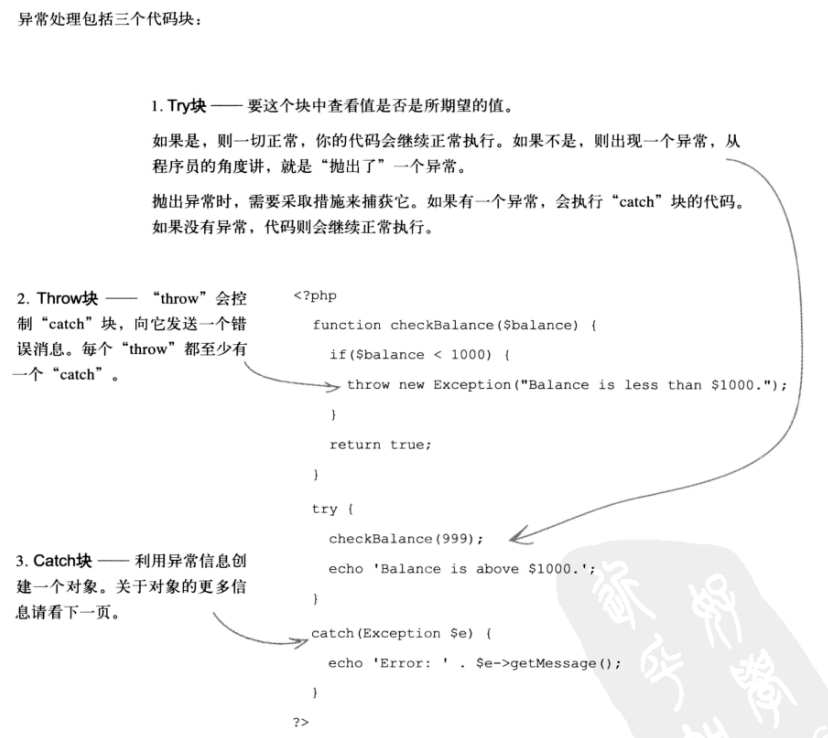 异常处理包括三个代码块：
1. Try块 —— 要这个块中查看值是否是所期望的值。
如果是，则一切正常，你的代码会继续正常执行。如果不是，则出现一个异常，从
程序员的角度讲，就是“抛出了”一个异常。
抛出异常时，需要采取措施来捕获它。如果有一个异常，会执行“catch”块的代码。
如果没有异常，代码则会继续正常执行。
2. Throw块 —— “throw”会控
制“catch”块，向它发送一个错
误消息。每个“throw”都至少有
一个“catch”。
<?php
function checkBalance($balance) {
if($balance < 1000) {
throw new Exception("Balance is less than $1000.");
}
return true;
}
try {
checkBalance(999);
echo 'Balance is above $1000.';
}
3. Catch块 —— 利用异常信息创
建一个对象。关于对象的更多信
息请看下一页。
catch(Exception $e) {
echo 'Error: ' . $e->getMessage();
}
?>